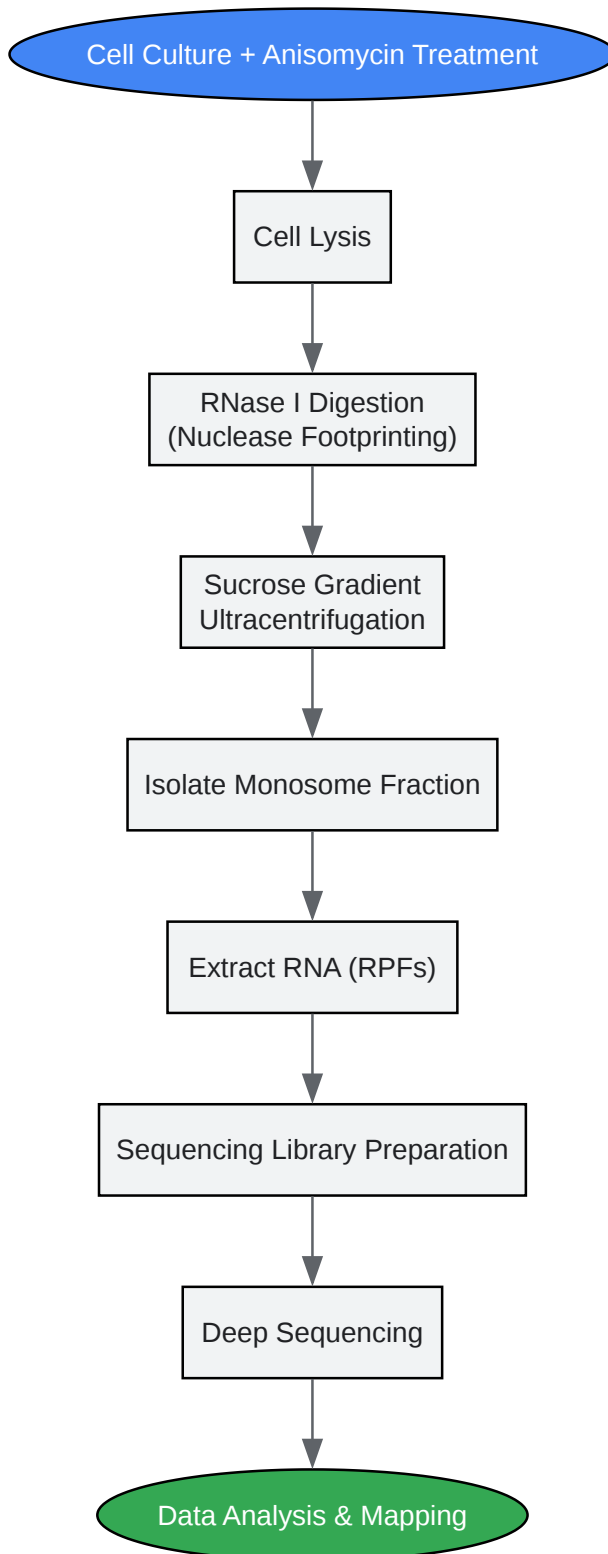 Cell Culture + Anisomycin Treatment
Cell Lysis
RNase I Digestion
(Nuclease Footprinting)
Sucrose Gradient
Ultracentrifugation
Isolate Monosome Fraction
Extract RNA (RPFs)
Sequencing Library Preparation
Deep Sequencing
Data Analysis & Mapping